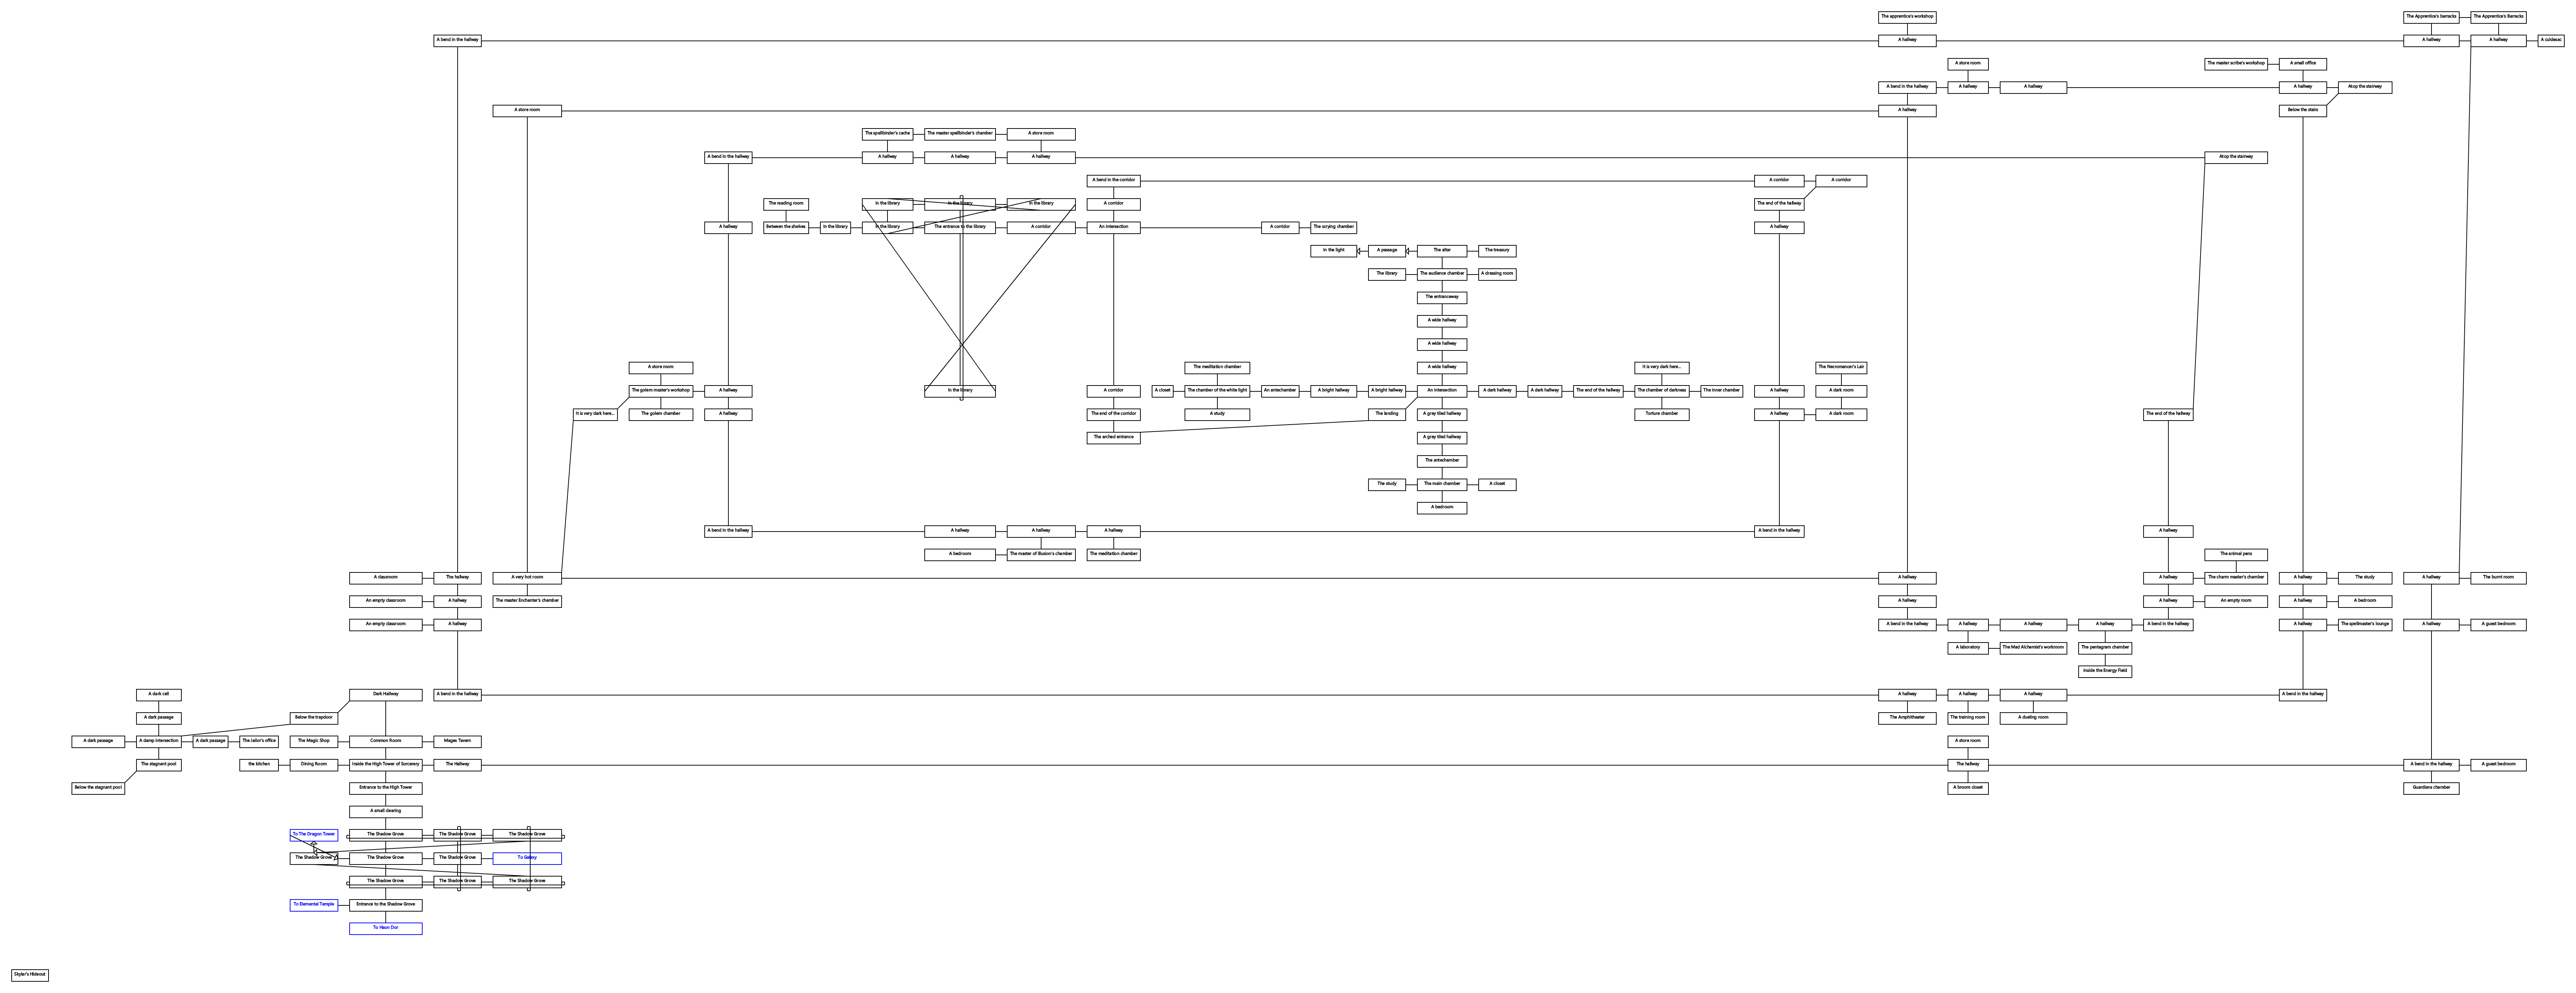 The apprentice's workshop
The Apprentice's barracks
The Apprentice's Barracks
A bend in the hallway
A hallway
A hallway
A hallway
A culdesac
A store room
The master scribe's workshop
A small office
A bend in the hallway
A hallway
A hallway
A hallway
Atop the stairway
A store room
A hallway
Below the stairs
The spellbinder's cache
The master spellbinder's chamber
A store room
A bend in the hallway
A hallway
A hallway
A hallway
Atop the stairway
A bend in the corridor
A corridor
A corridor
The reading room
In the library
In the library
In the library
A corridor
The end of the hallway
A hallway
Between the shelves
In the library
In the library
The entrance to the library
A corridor
An intersection
A corridor
The scrying chamber
A hallway
In the light
A passage
The altar
The treasury
The library
The audience chamber
A dressing room
The entranceway
A wide hallway
A wide hallway
A store room
The meditation chamber
A wide hallway
It is very dark here...
The Necromancer's Lair
The golem master's workshop
A hallway
In the library
A corridor
A closet
The chamber of the white light
An antechamber
A bright hallway
A bright hallway
An intersection
A dark hallway
A dark hallway
The end of the hallway
The chamber of darkness
The inner chamber
A hallway
A dark room
It is very dark here...
The golem chamber
A hallway
The end of the corridor
A study
The landing
A grey tiled hallway
Torture chamber
A hallway
A dark room
The end of the hallway
The arched entrance
A grey tiled hallway
The antechamber
The study
The main chamber
A closet
A bedroom
A bend in the hallway
A hallway
A hallway
A hallway
A bend in the hallway
A hallway
A bedroom
The master of Illusion's chamber
The meditation chamber
The animal pens
A classroom
The hallway
A very hot room
A hallway
A hallway
The charm master's chamber
A hallway
The study
A hallway
The burnt room
An empty classroom
A hallway
The master Enchanter's chamber
A hallway
A hallway
An empty room
A hallway
A bedroom
An empty classroom
A hallway
A bend in the hallway
A hallway
A hallway
A hallway
A bend in the hallway
A hallway
The spellmaster's lounge
A hallway
A guest bedroom
A laboratory
The Mad Alchemist's workroom
The pentagram chamber
Inside the Energy Field
A dark cell
Dark Hallway
A bend in the hallway
A hallway
A hallway
A hallway
A bend in the hallway
A dark passage
Below the trapdoor
The Amphitheater
The training room
A dueling room
A dark passage
A damp intersection
A dark passage
The jailor's office
The Magic Shop
Common Room
Mages Tavern
A store room
The stagnant pool
the kitchen
Dining Room
Inside the High Tower of Sorcery
The Hallway
The hallway
A bend in the hallway
A guest bedroom
Below the stagnant pool
Entrance to the High Tower
A broom closet
Guardians chamber
A small clearing
To The Dragon Tower
The Shadow Grove
The Shadow Grove
The Shadow Grove
The Shadow Grove
The Shadow Grove
The Shadow Grove
To Galaxy
The Shadow Grove
The Shadow Grove
The Shadow Grove
To Elemental Temple
Entrance to the Shadow Grove
To Haon Dor
Skyler's Hideout